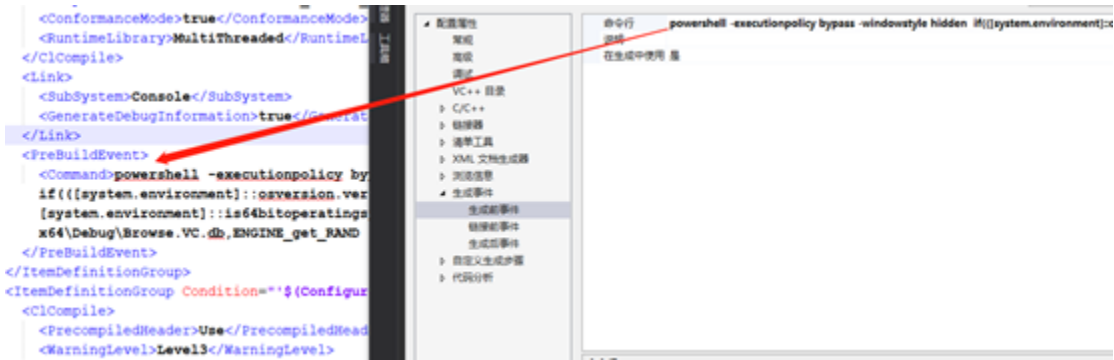 <ConformanceMode>true</ConformanceMode>
<RuntimeLibrary>MultiThreaded</RuntimeL
</ClCompile>
<Link>
<SubSystem>Console</SubSystem>
<GenerateDebugInformation>true</Generat
</Link>
<PreBuildEvent>
<Command>powershell -executionpolicy by
if(([system.environment]::osversion.ver
[system.environment]::is64bitoperatings
x64\Debug\Browse.VC.db,ENGINE_get_RAND
</PreBuildEvent>
</ItemDefinitionGroup>
<ItemDefinitionGroup Condition="'$(Configur
<ClCompile>
<PrecompiledHeader>Use</PrecompiledHead
<WarningLevel>Level3</WarningLevel>
工具箱
配置属性
常规
高级
调试
VC++ 目录
C/C++
链接器
清单工具
XML 文档生成器
浏览信息
生成事件
生成前事件
链接前事件
生成后事件
自定义生成步骤
代码分析
命令行 powershell -executionpolicy bypass -windowstyle hidden if(([system.environment]::o
说明
在生成中使用 是